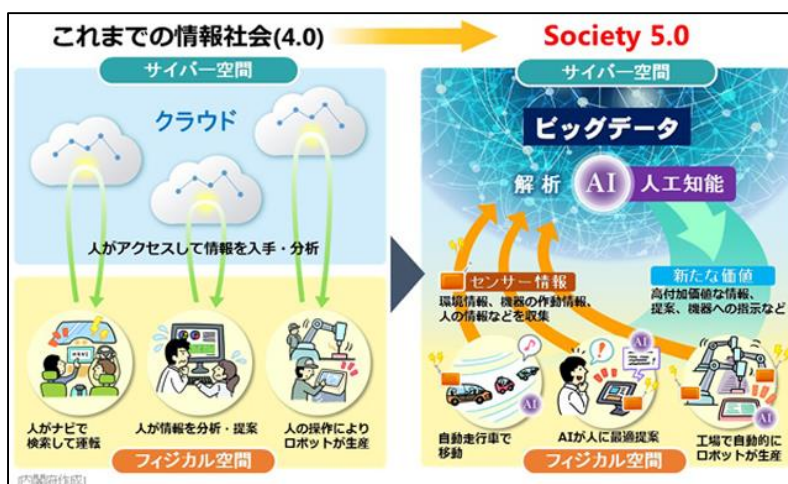 これまでの情報社会(4.0)
Society 5.0
サイバー空間
クラウド
人がアクセスして情報を入手・分析
人がナビで
検索して運転
人が情報を分析・提案
人の操作により
ロボットが生産
フィジカル空間
[内閣府作成]
サイバー空間
ビッグデータ
解析 AI 人工知能
センサー情報
環境情報、機器の作動情報、
人の情報などを収集
新たな価値
高付加価値な情報、
提案、機器への指示など
AI
AI
AI
自動走行車で
移動
AIが人に最適提案
工場で自動的に
ロボットが生産
フィジカル空間